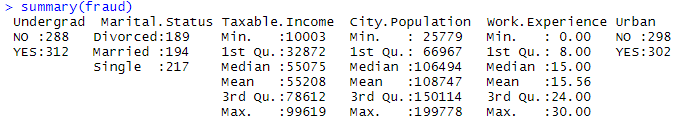 > summary(fraud)
 Undergrad  Marital.Status Taxable.Income  City.Population  Work.Experience Urban
 NO :288   Divorced:189   Min.   :10003   Min.   : 25779   Min.   : 0.00   NO :298
 YES:312   Married :194   1st Qu.:32872   1st Qu.: 66967   1st Qu.: 8.00   YES:302
           Single  :217   Median :55075   Median :106494   Median :15.00
                          Mean   :55208   Mean   :108747   Mean   :15.56
                          3rd Qu.:78612   3rd Qu.:150114   3rd Qu.:24.00
                          Max.   :99619   Max.   :199778   Max.   :30.00